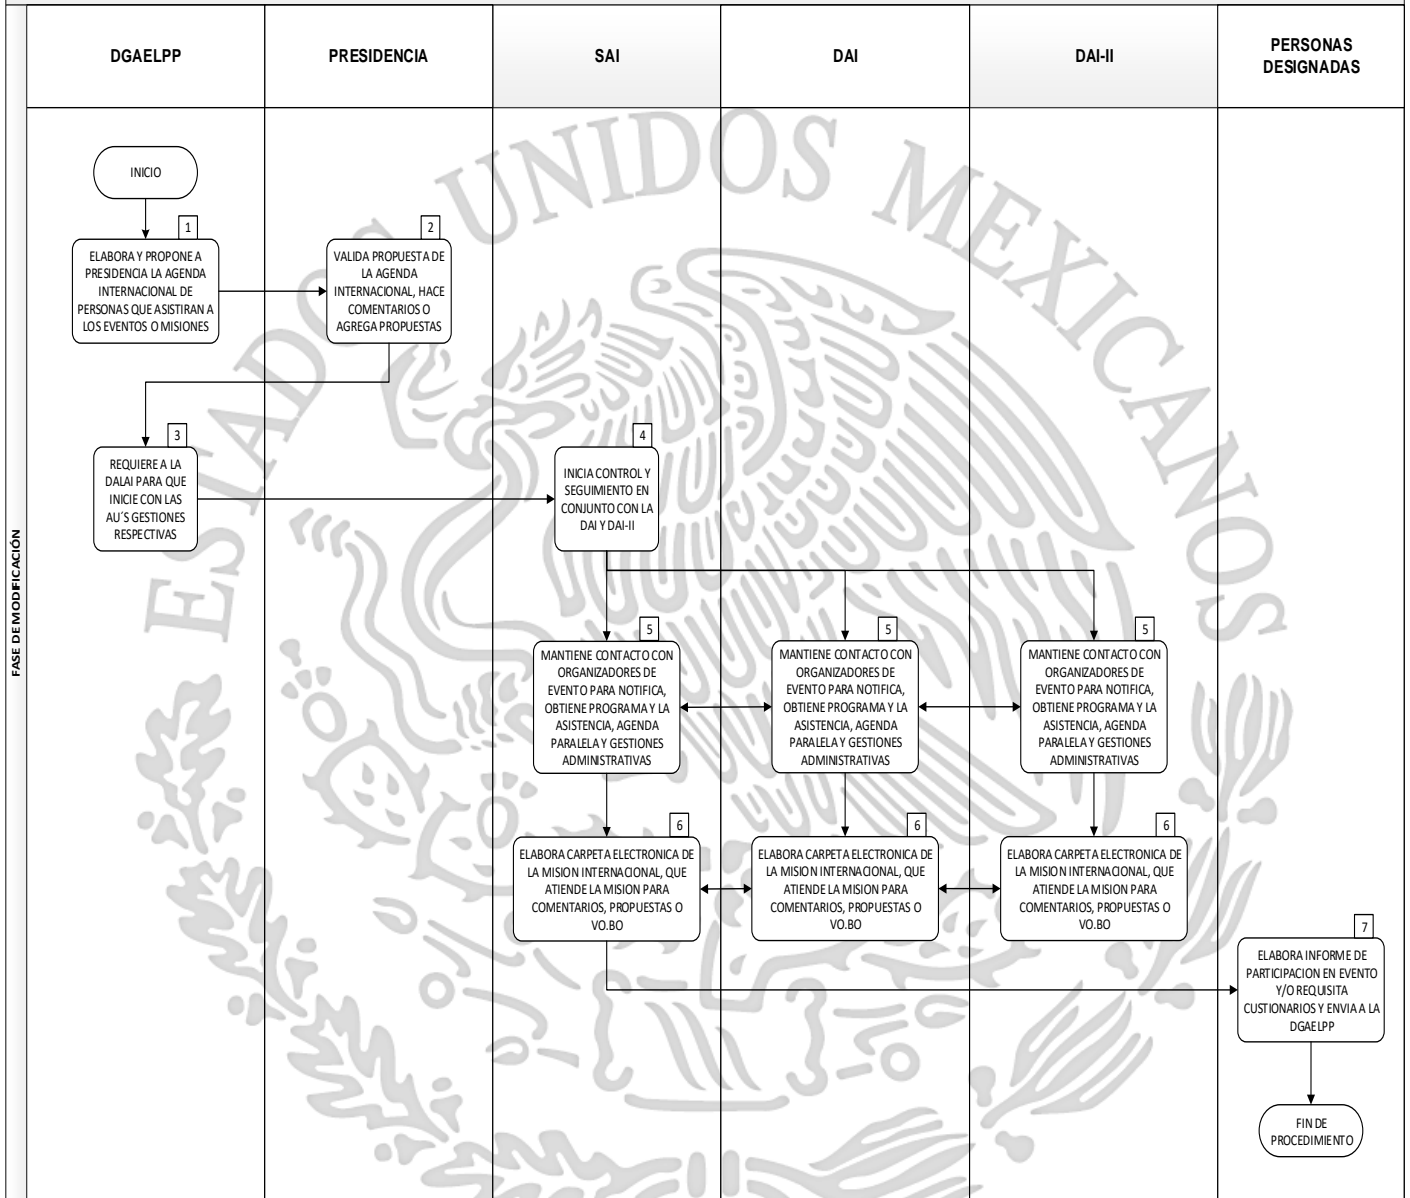 DGAELPP
PRESIDENCIA
SAI
DAI
DAI-II
PERSONAS
DESIGNADAS
FASE DE MODIFICACIÓN
ESTADOS UNIDOS MEXICANOS
INICIO
1
ELABORA Y PROPONE A
PRESIDENCIA LA AGENDA
INTERNACIONAL DE
PERSONAS QUE ASISTIRAN A
LOS EVENTOS O MISIONES
2
VALIDA PROPUESTA DE
LA AGENDA
INTERNACIONAL, HACE
COMENTARIOS O
AGREGA PROPUESTAS
3
REQUIERE A LA
DALAI PARA QUE
INICIE CON LAS
AU´S GESTIONES
RESPECTIVAS
4
INICIA CONTROL Y
SEGUIMIENTO EN
CONJUNTO CON LA
DAI Y DAI-II
5
MANTIENE CONTACTO CON
ORGANIZADORES DE
EVENTO PARA NOTIFICA,
OBTIENE PROGRAMA Y LA
ASISTENCIA, AGENDA
PARALELA Y GESTIONES
ADMINISTRATIVAS
5
MANTIENE CONTACTO CON
ORGANIZADORES DE
EVENTO PARA NOTIFICA,
OBTIENE PROGRAMA Y LA
ASISTENCIA, AGENDA
PARALELA Y GESTIONES
ADMINISTRATIVAS
5
MANTIENE CONTACTO CON
ORGANIZADORES DE
EVENTO PARA NOTIFICA,
OBTIENE PROGRAMA Y LA
ASISTENCIA, AGENDA
PARALELA Y GESTIONES
ADMINISTRATIVAS
6
ELABORA CARPETA ELECTRONICA DE
LA MISION INTERNACIONAL, QUE
ATIENDE LA MISION PARA
COMENTARIOS, PROPUESTAS O
VO.BO
6
ELABORA CARPETA ELECTRONICA DE
LA MISION INTERNACIONAL, QUE
ATIENDE LA MISION PARA
COMENTARIOS, PROPUESTAS O
VO.BO
6
ELABORA CARPETA ELECTRONICA DE
LA MISION INTERNACIONAL, QUE
ATIENDE LA MISION PARA
COMENTARIOS, PROPUESTAS O
VO.BO
7
ELABORA INFORME DE
PARTICIPACION EN EVENTO
Y/O REQUISITA
CUSTIONARIOS Y ENVIA A LA
DGAELPP
FIN DE
PROCEDIMIENTO